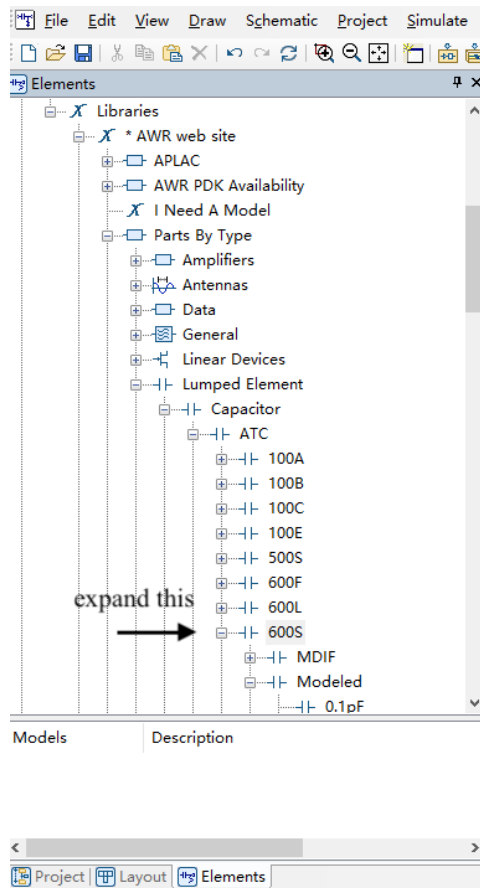 File Edit View Draw Schematic Project Simulate
Elements
Libraries
* AWR web site
APLAC
AWR PDK Availability
I Need A Model
Parts By Type
Amplifiers
Antennas
Data
General
Linear Devices
Lumped Element
Capacitor
ATC
100A
100B
100C
100E
500S
600F
expand this
600L
600S
MDIF
Modeled
0.1pF
Models Description
Project Layout Elements